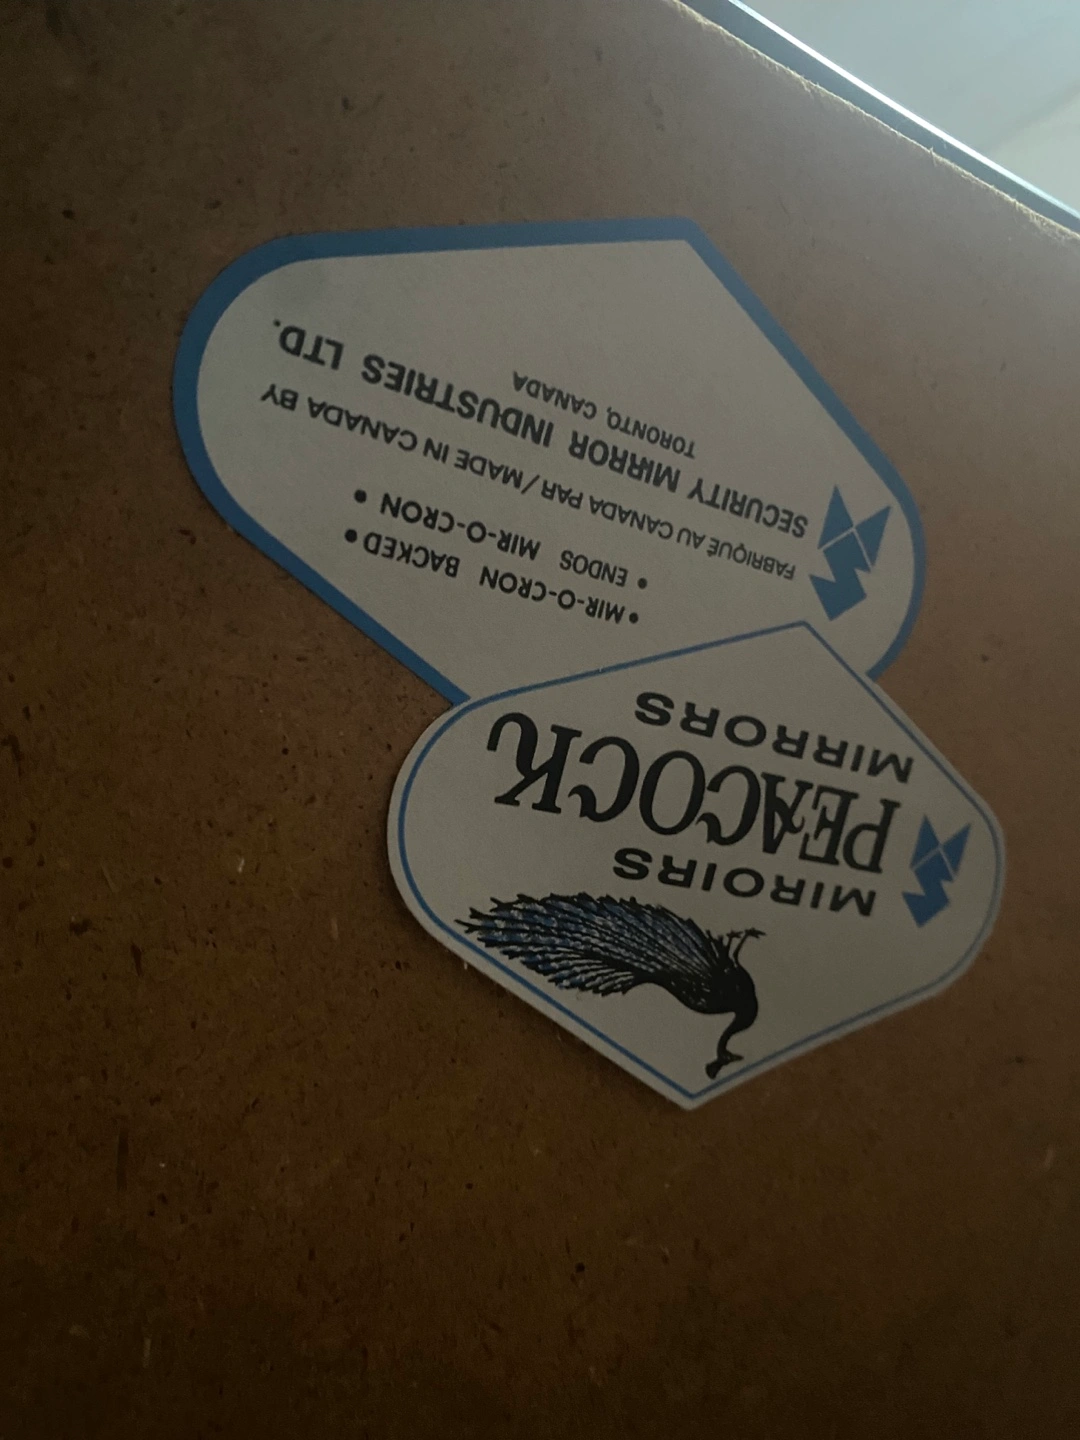 MIROIRS
PEACOCK
MIRRORS
• MIR-O-CRON BACKED •
• ENDOS MIR-O-CRON •
FABRIQUÉ AU CANADA PAR/MADE IN CANADA BY
SECURITY MIRROR INDUSTRIES LTD.
TORONTO, CANADA